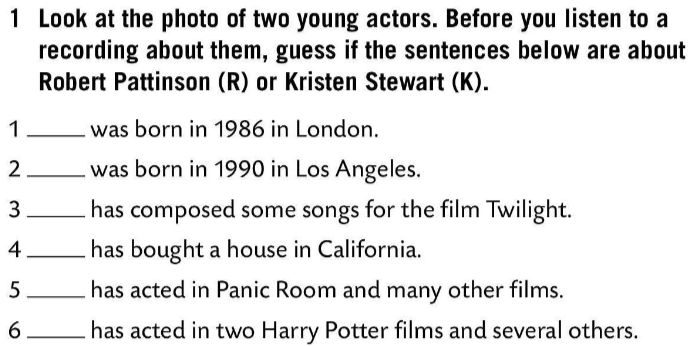 1 Look at the photo of two young actors. Before you listen to a
recording about them, guess if the sentences below are about
Robert Pattinson (R) or Kristen Stewart (K).
1 _____ was born in 1986 in London.
2 _____ was born in 1990 in Los Angeles.
3 _____ has composed some songs for the film Twilight.
4 _____ has bought a house in California.
5 _____ has acted in Panic Room and many other films.
6 _____ has acted in two Harry Potter films and several others.